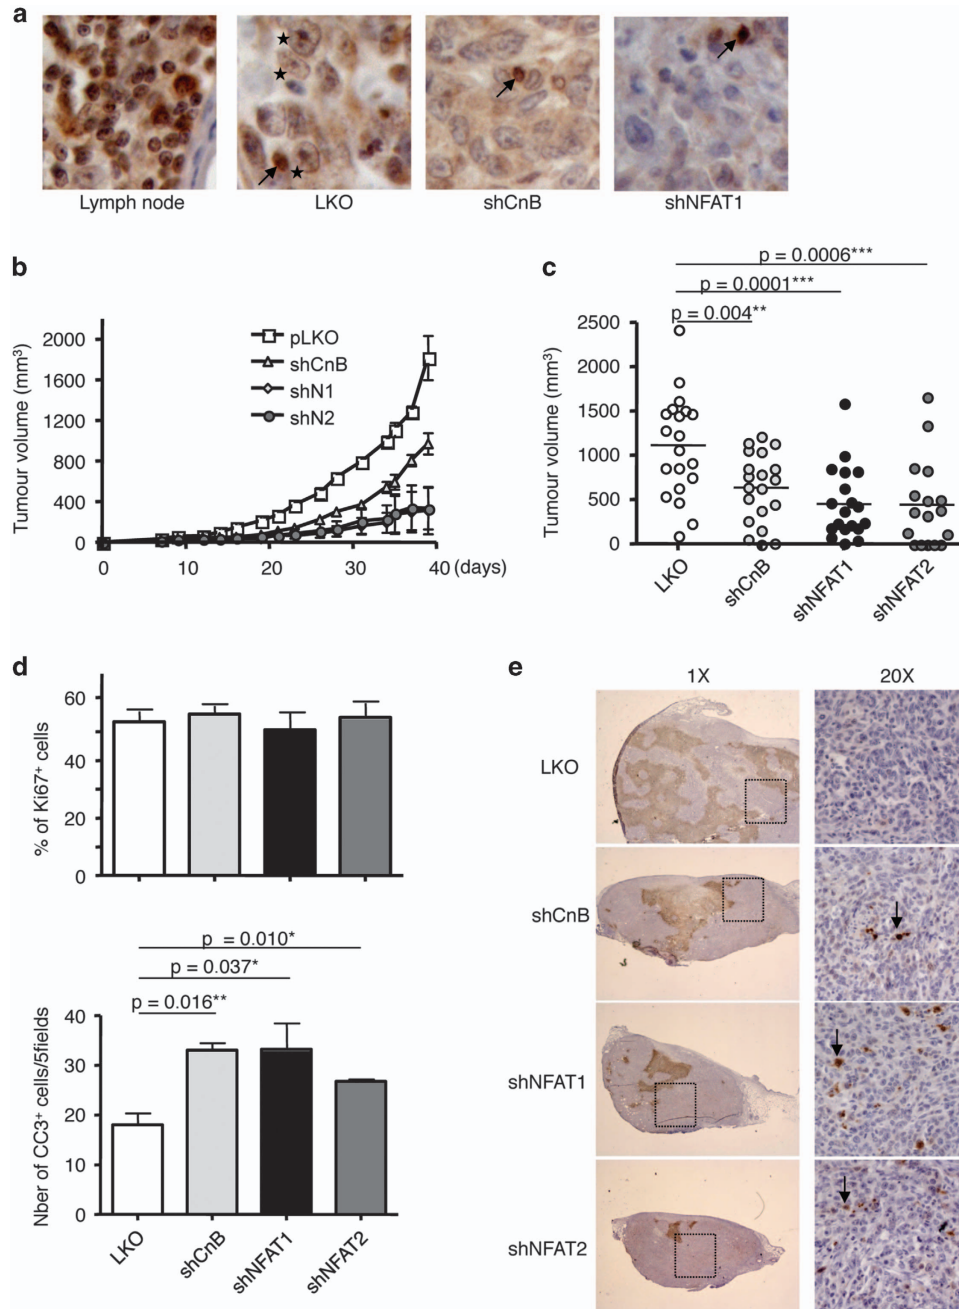 a
Lymph node
LKO
shCnB
shNFAT1
b
Tumour volume (mm³)
2000
1600
1200
800
400
0
pLKO
shCnB
shN1
shN2
0
10
20
30
40 (days)
c
p = 0.0006***
p = 0.0001***
p = 0.004**
Tumour volume (mm³)
2500
2000
1500
1000
500
0
LKO
shCnB
shNFAT1
shNFAT2
d
% of Ki67⁺ cells
60
40
20
0
p = 0.010*
p = 0.037*
p = 0.016**
Nber of CC3⁺ cells/5fields
40
30
20
10
0
LKO
shCnB
shNFAT1
shNFAT2
e
1X
20X
LKO
shCnB
shNFAT1
shNFAT2